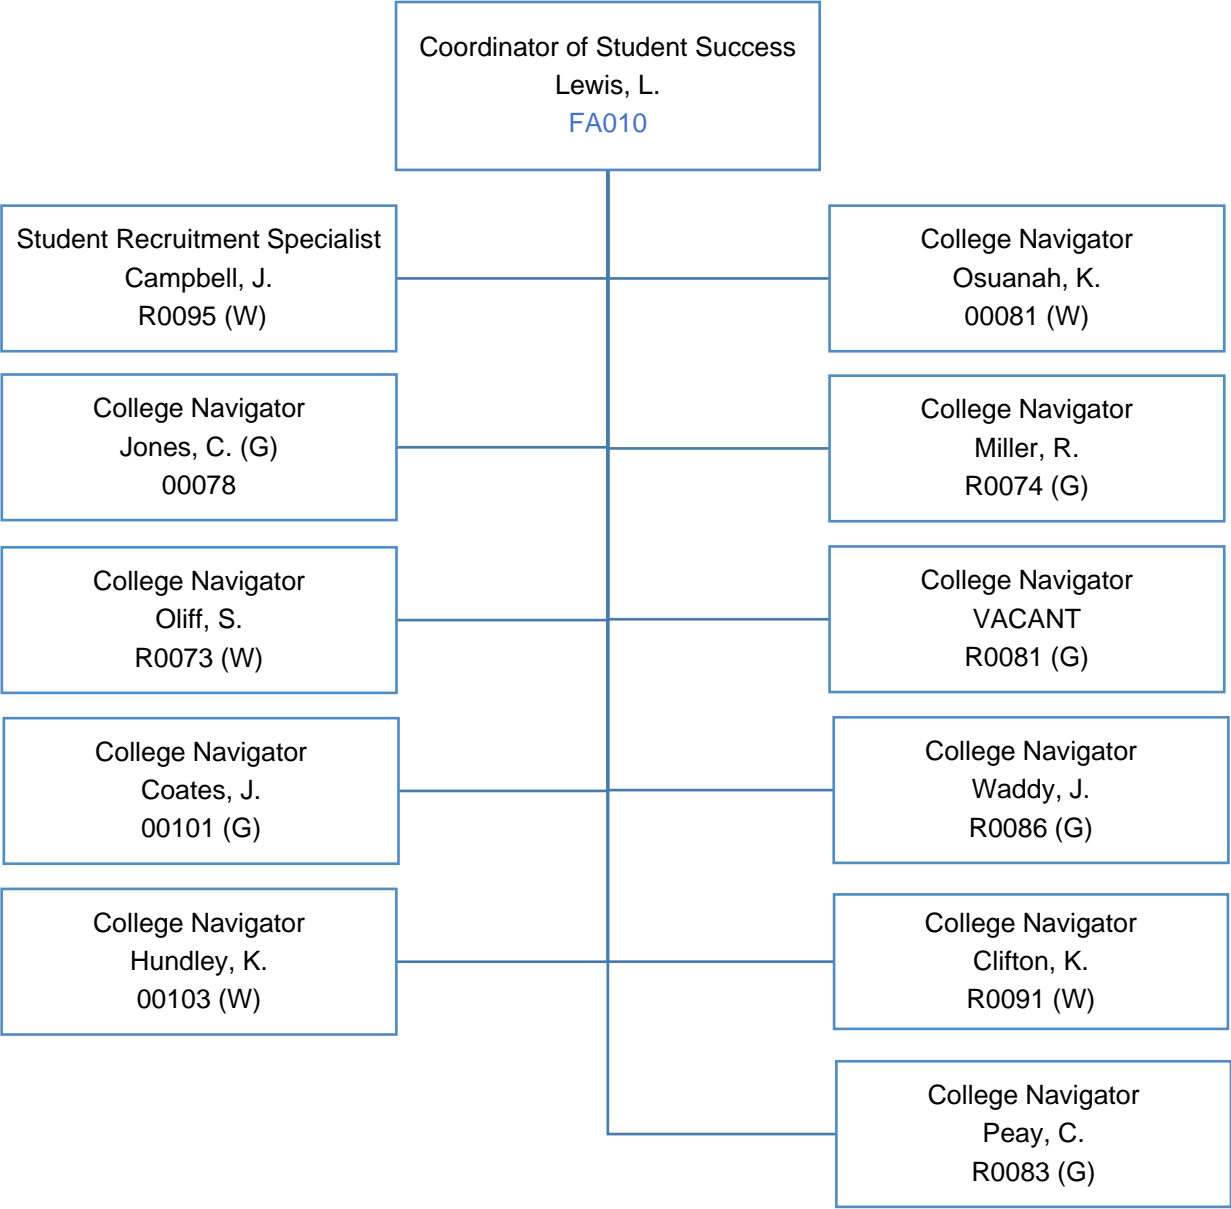 Coordinator of Student Success
Lewis, L.
FA010
Student Recruitment Specialist
Campbell, J.
R0095 (W)
College Navigator
Osuanah, K.
00081 (W)
College Navigator
Jones, C. (G)
00078
College Navigator
Miller, R.
R0074 (G)
College Navigator
Oliff, S.
R0073 (W)
College Navigator
VACANT
R0081 (G)
College Navigator
Coates, J.
00101 (G)
College Navigator
Waddy, J.
R0086 (G)
College Navigator
Hundley, K.
00103 (W)
College Navigator
Clifton, K.
R0091 (W)
College Navigator
Peay, C.
R0083 (G)